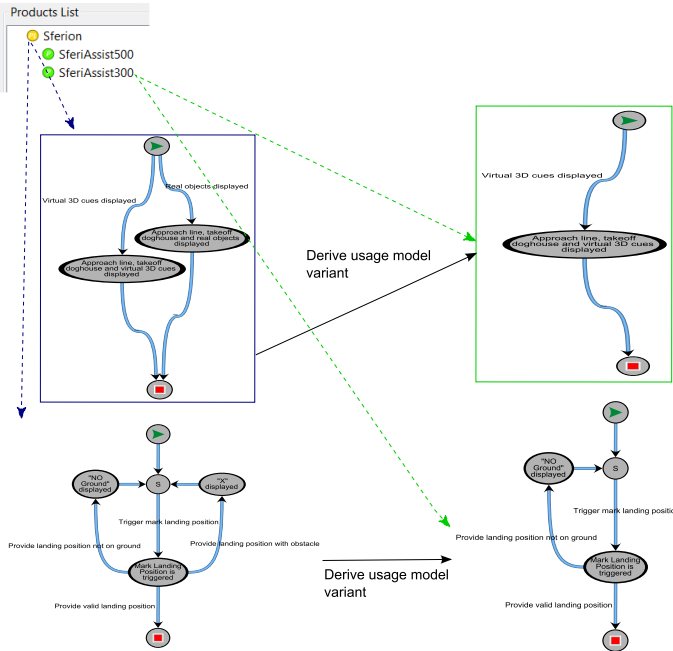 Products List
Sferion
SferiAssist500
SferiAssist300
Virtual 3D cues displayed
Real objects displayed
Approach line, takeoff
doghouse and real objects
displayed
Approach line, takeoff
doghouse and virtual 3D cues
displayed
Derive usage model
variant
Virtual 3D cues displayed
Approach line, takeoff
doghouse and virtual 3D cues
displayed
"NO
Ground"
displayed
S
"X"
displayed
Trigger mark landing position
Provide landing position not on ground
Provide landing position with obstacle
Mark Landing
Position is
triggered
Provide valid landing position
Derive usage model
variant
"NO
Ground"
displayed
S
Trigger mark landing positic
Provide landing position not on ground
Mark Landing
Position is
triggered
Provide valid landing position